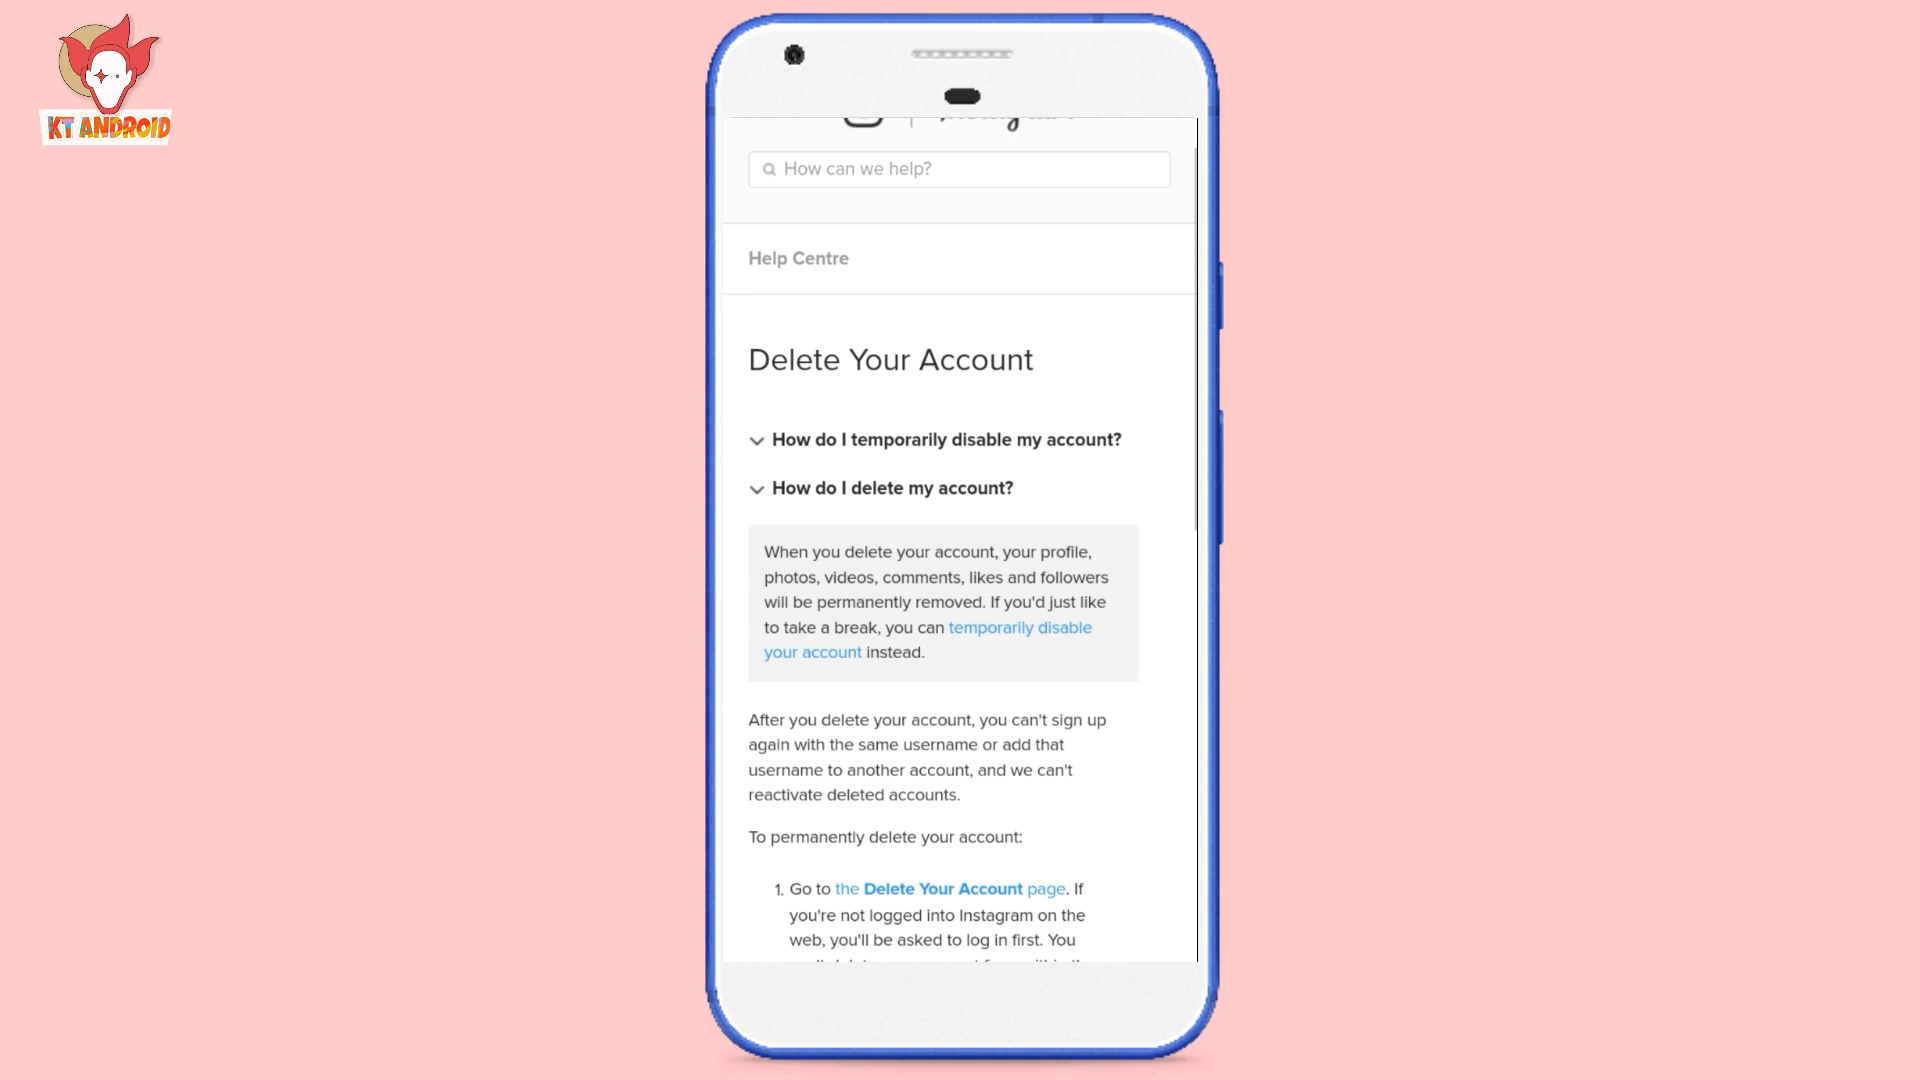 KT ANDROID
How can we help?
Help Centre
Delete Your Account
How do I temporarily disable my account?
How do I delete my account?
When you delete your account, your profile,
photos, videos, comments, likes and followers
will be permanently removed. If you'd just like
to take a break, you can temporarily disable
your account instead.
After you delete your account, you can't sign up
again with the same username or add that
username to another account, and we can't
reactivate deleted accounts.
To permanently delete your account:
1. Go to the Delete Your Account page. If
you're not logged into Instagram on the
web, you'll be asked to log in first. You